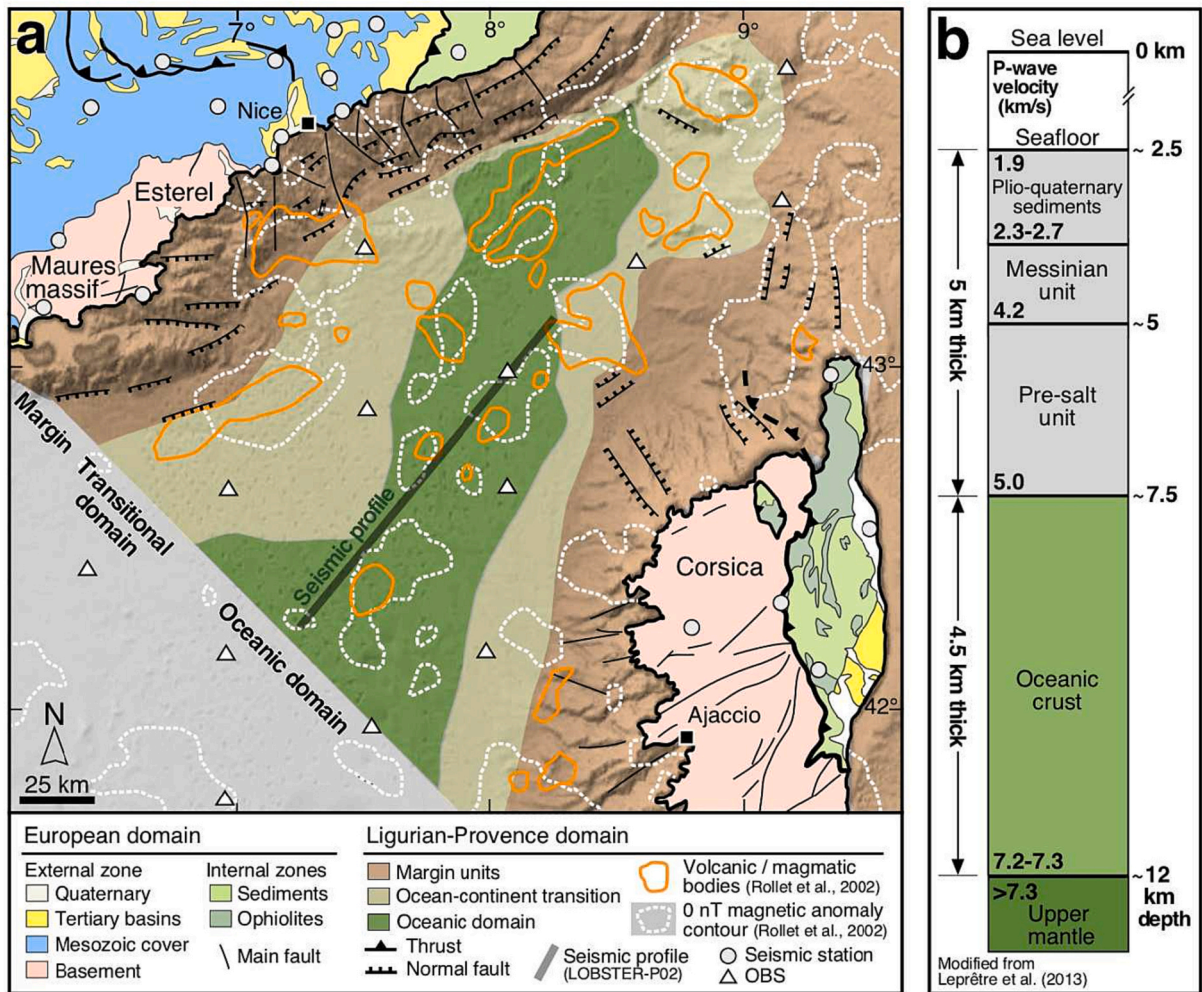 a
7°
8°
9°
Nice
Esterel
Maures
massif
43°
Margin
Transitional
domain
Seismic profile
Oceanic domain
Corsica
Ajaccio
42°
N
25 km
European domain
External zone
Quaternary
Tertiary basins
Mesozoic cover
Basement
Internal zones
Sediments
Ophiolites
Main fault
Ligurian-Provence domain
Margin units
Ocean-continent transition
Oceanic domain
Thrust
Normal fault
Volcanic / magmatic
bodies (Rollet et al., 2002)
0 nT magnetic anomaly
contour (Rollet et al., 2002)
Seismic profile
(LOBSTER-P02)
Seismic station
OBS
b
Sea level
0 km
P-wave
velocity
(km/s)
Seafloor
~ 2.5
1.9
Plio-quaternary
sediments
2.3-2.7
Messinian
unit
4.2
~5
5 km thick
Pre-salt
unit
5.0
~7.5
4.5 km thick
Oceanic
crust
7.2-7.3
~12
km
depth
>7.3
Upper
mantle
Modified from
Leprêtre et al. (2013)